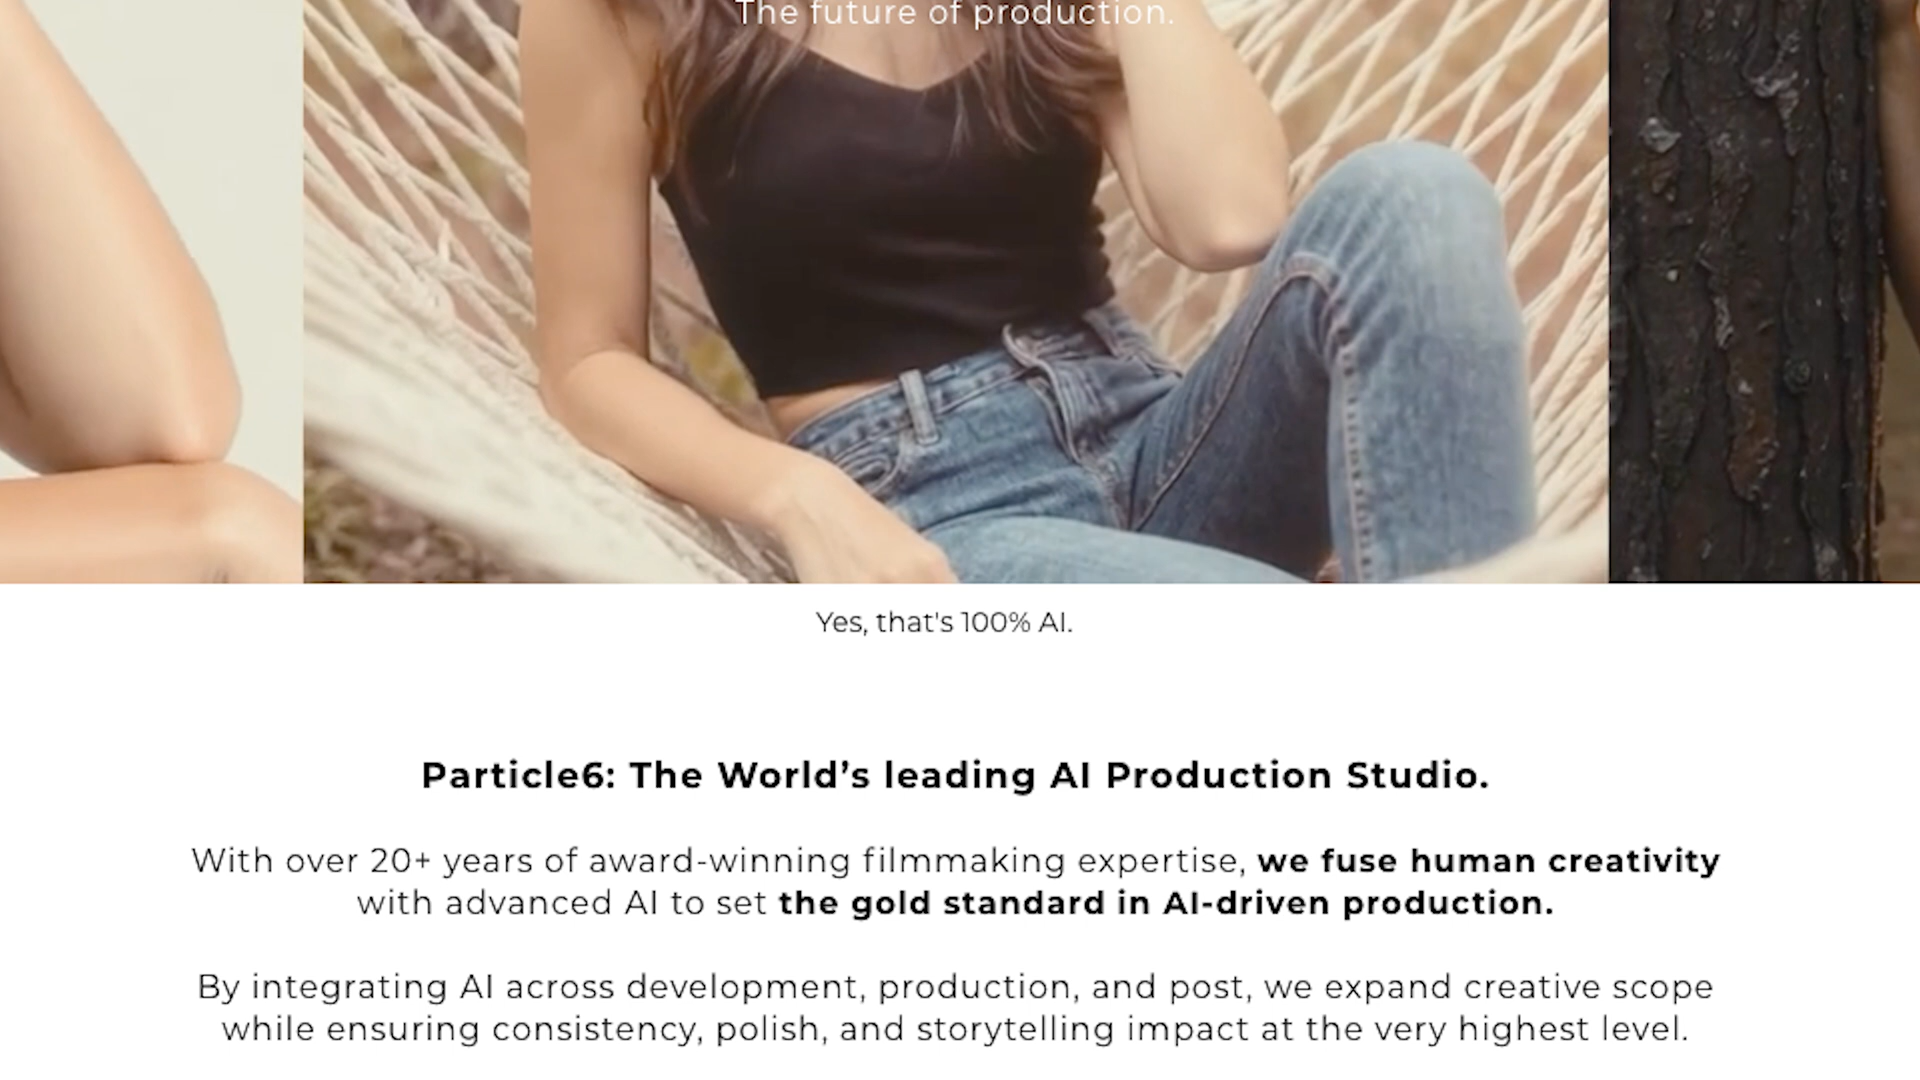 The future of production.
Yes, that's 100% AI.
Particle6: The World’s leading AI Production Studio.
With over 20+ years of award-winning filmmaking expertise, we fuse human creativity
with advanced AI to set the gold standard in AI-driven production.
By integrating AI across development, production, and post, we expand creative scope
while ensuring consistency, polish, and storytelling impact at the very highest level.